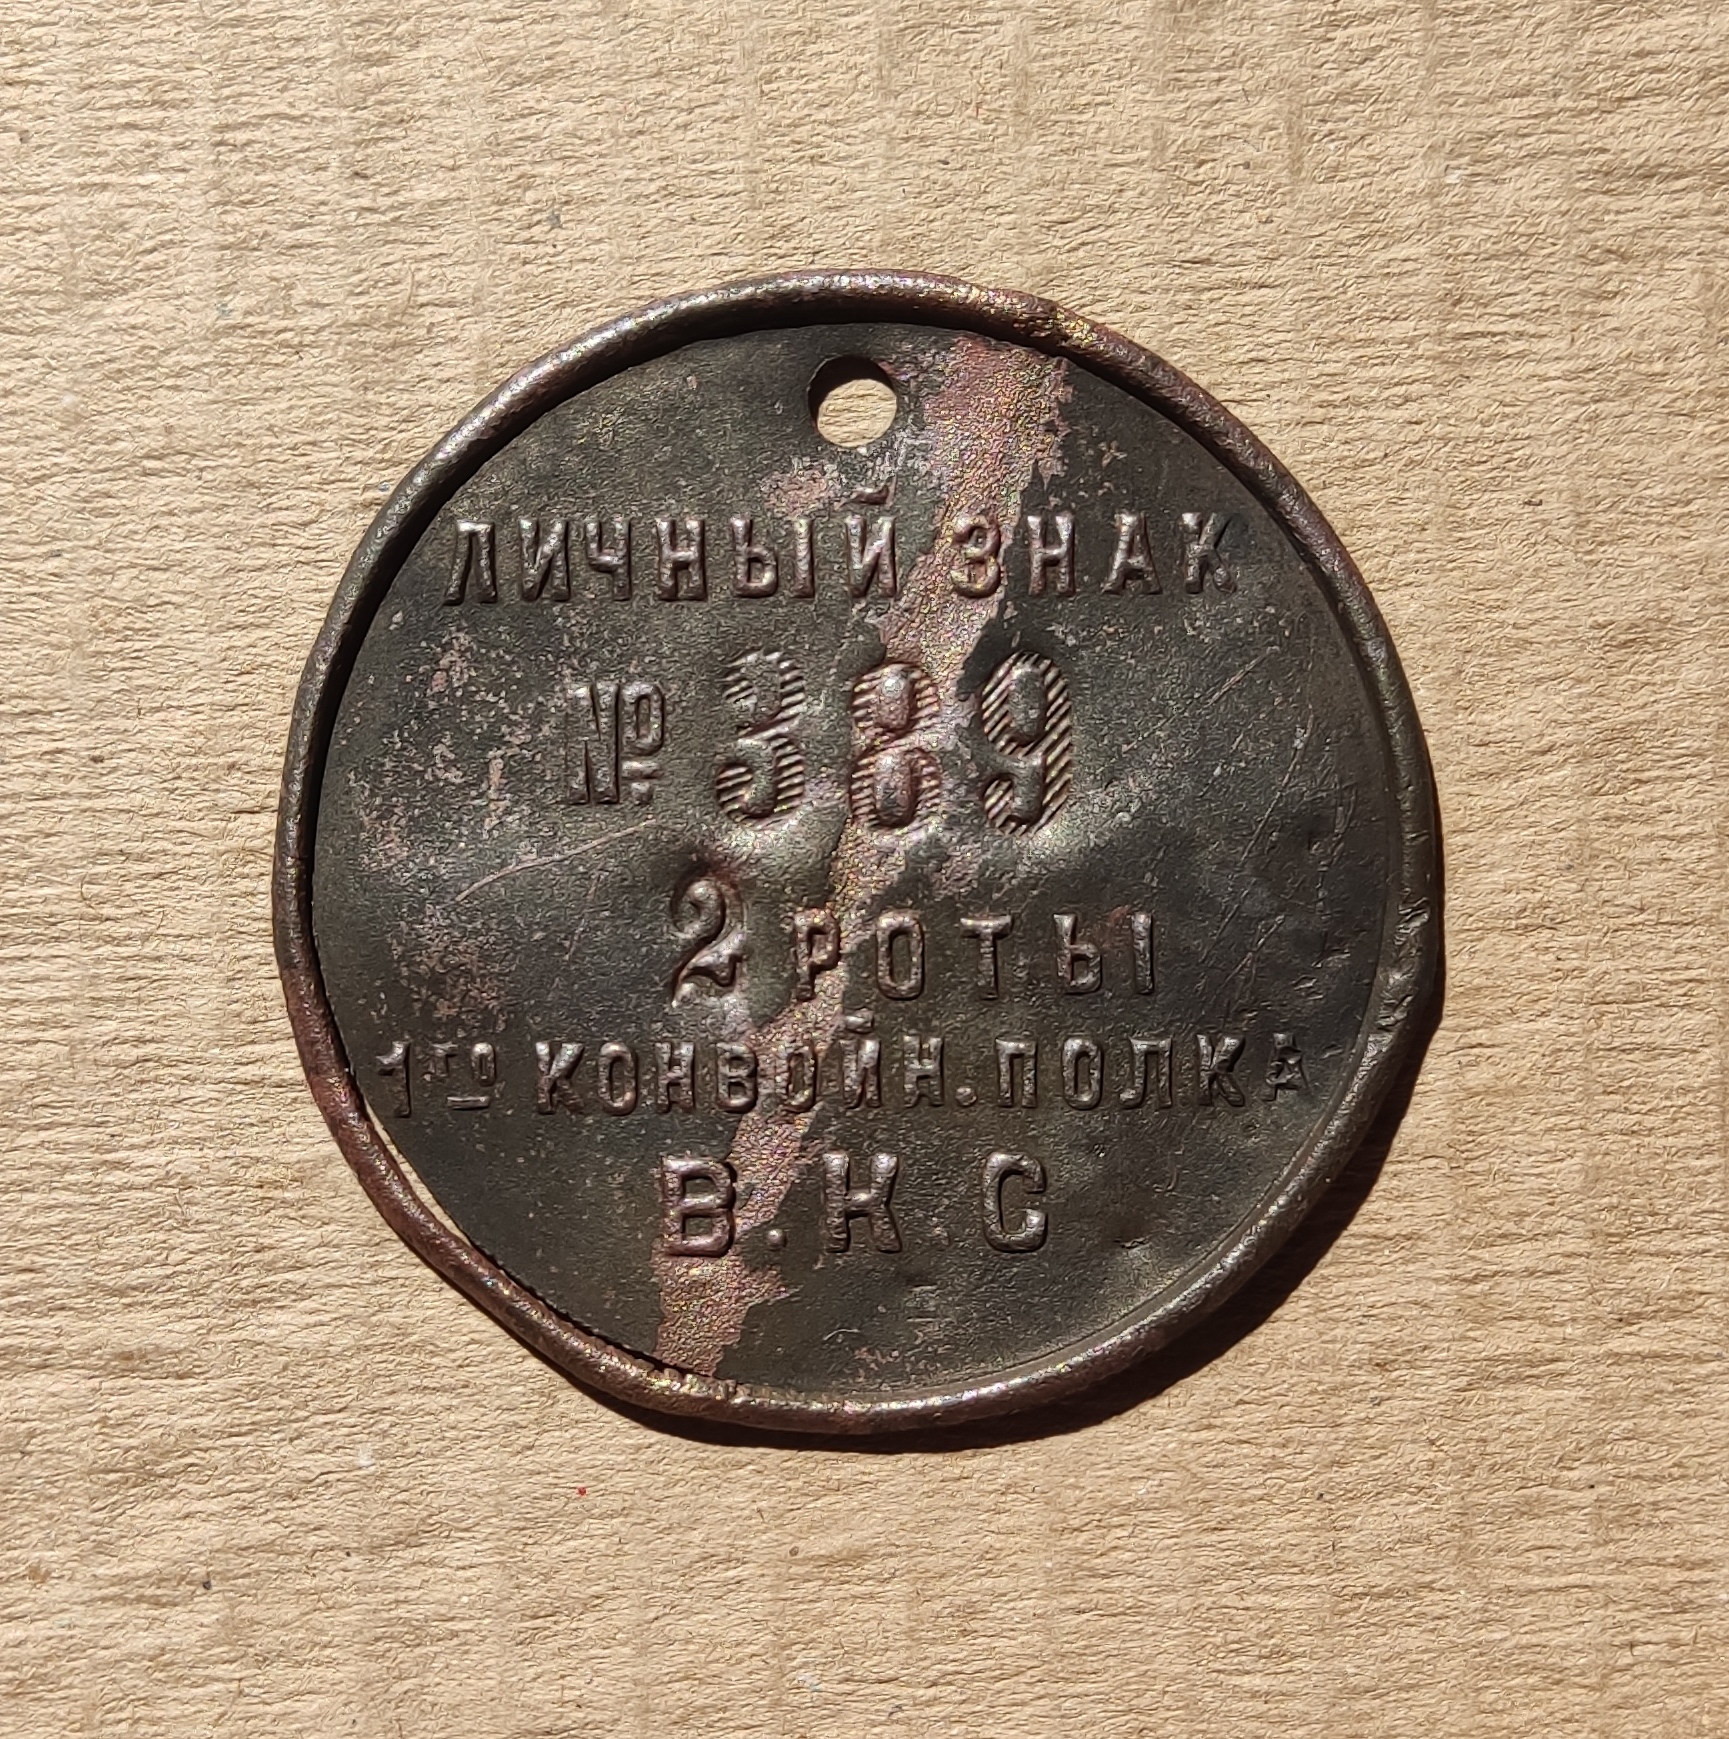 ЛИЧНЫЙ ЗНАК
№ 389
2 РОТЫ
1го КОНВОЙН. ПОЛКА
В. К. С